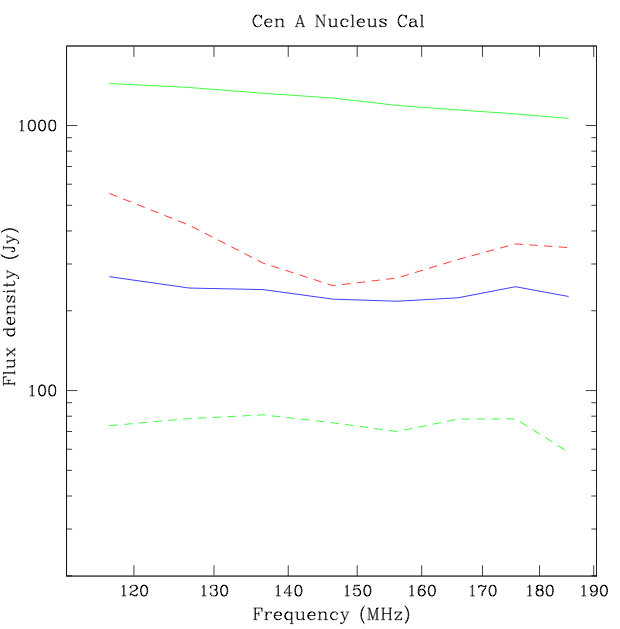 Cen A Nucleus Cal
1000
Flux density (Jy)
100
120 130 140 150 160 170 180 190
Frequency (MHz)